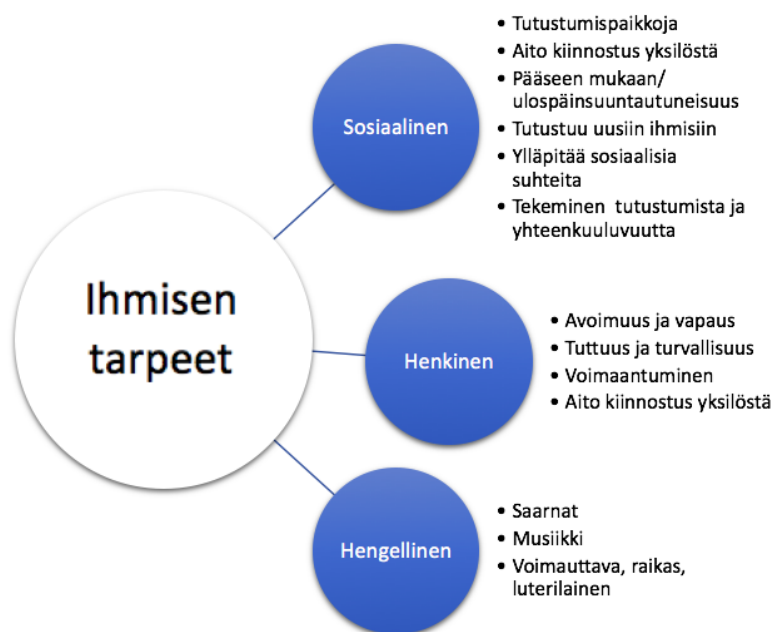 Ihmisen
tarpeet
Sosiaalinen
• Tutustumispaikkoja
• Aito kiinnostus yksilöstä
• Pääseen mukaan/
ulospäinsuuntautuneisuus
• Tutustuu uusiin ihmisiin
• Ylläpitää sosiaalisia
suhteita
• Tekeminen tutustumista ja
yhteenkuuluvuutta
Henkinen
• Avoimuus ja vapaus
• Tuttuus ja turvallisuus
• Voimaantuminen
• Aito kiinnostus yksilöstä
Hengellinen
• Saarnat
• Musiikki
• Voimauttava, raikas,
luterilainen